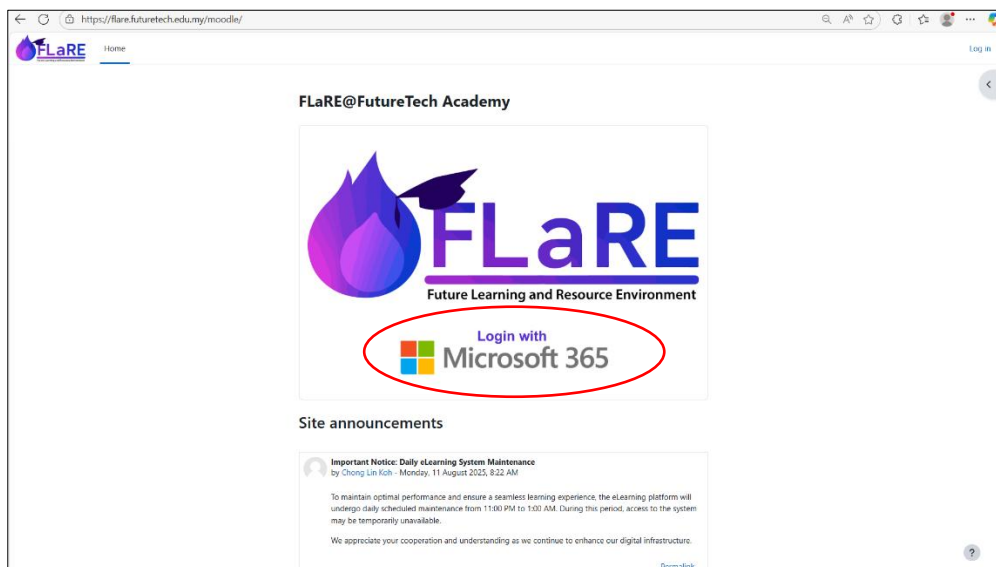 https://flare.futuretech.edu.my/moodle/
FLaRE
Home
Log in
FLaRE@FutureTech Academy
FLaRE
Future Learning and Resource Environment
Login with
Microsoft 365
Site announcements
Important Notice: Daily eLearning System Maintenance
by Chong Lin Koh - Monday, 11 August 2025, 8:22 AM
To maintain optimal performance and ensure a seamless learning experience, the eLearning platform will
undergo daily scheduled maintenance from 11:00 PM to 1:00 AM. During this period, access to the system
may be temporarily unavailable.
We appreciate your cooperation and understanding as we continue to enhance our digital infrastructure.
Permalink
?